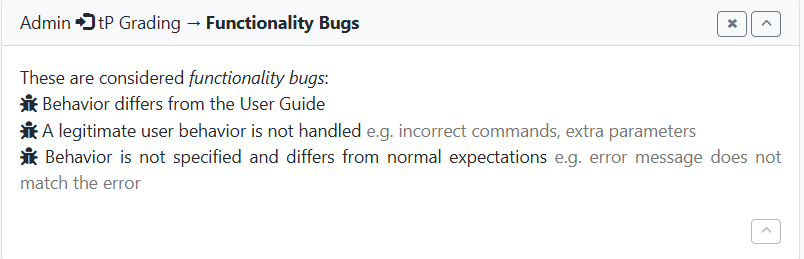 Admin tP Grading → Functionality Bugs
These are considered functionality bugs:
Behavior differs from the User Guide
A legitimate user behavior is not handled e.g. incorrect commands, extra parameters
Behavior is not specified and differs from normal expectations e.g. error message does not
match the error